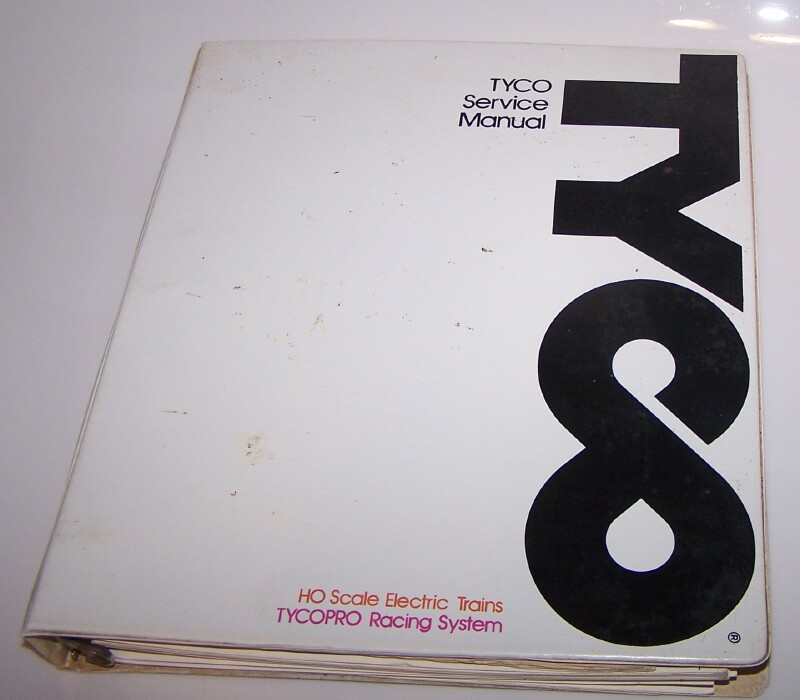 TYCO
Service
Manual
TYCO
®
HO Scale Electric Trains
TYCOPRO Racing System